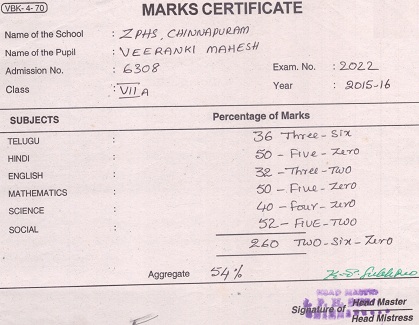 VBK- 4- 70
MARKS CERTIFICATE
Name of the School : ZPHS, CHINNAPURAM
Name of the Pupil : VEERANKI MAHESH
Admission No. : 6308 Exam. No. : 2022
Class : VII A Year : 2015-16
SUBJECTS Percentage of Marks
TELUGU : 36 Three-Six
HINDI : 50 - Five - Zero
ENGLISH : 32 - Three - Two
MATHEMATICS : 50 - Five - Zero
SCIENCE : 40 - four - Zero
SOCIAL : 52 - FIVE - TWO
260 TWO - Six - Zero
Aggregate 54%
HEAD MASTER
Signature of Head Master
Head Mistress